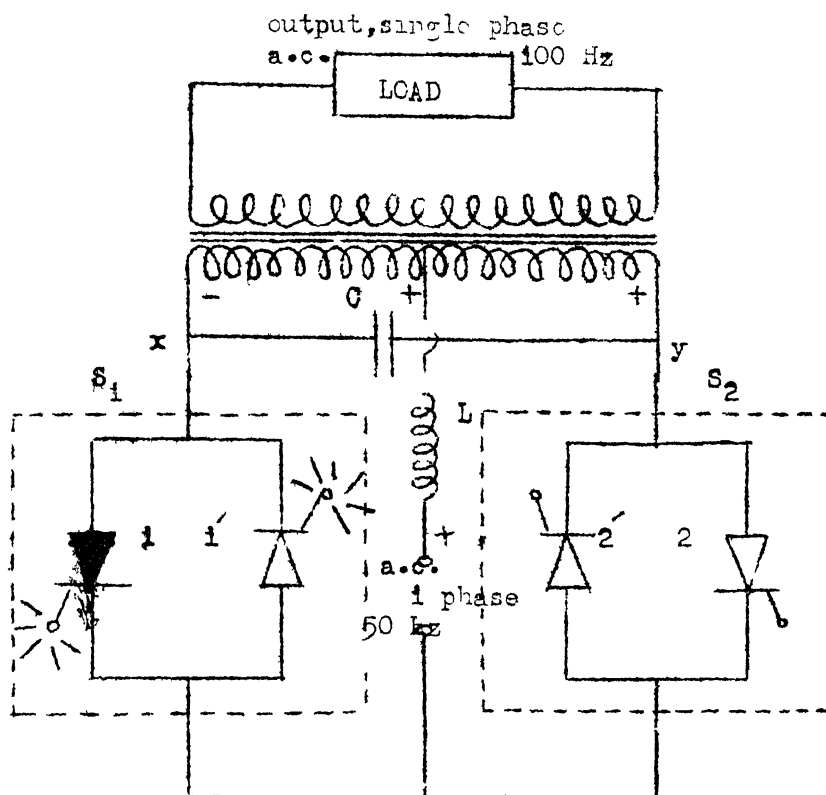 output, single phase
a.c. 100 Hz
LOAD
- C + +
x y
S1 S2
L
1 1′ + 2′ 2
a.c.
1 phase
50 hz